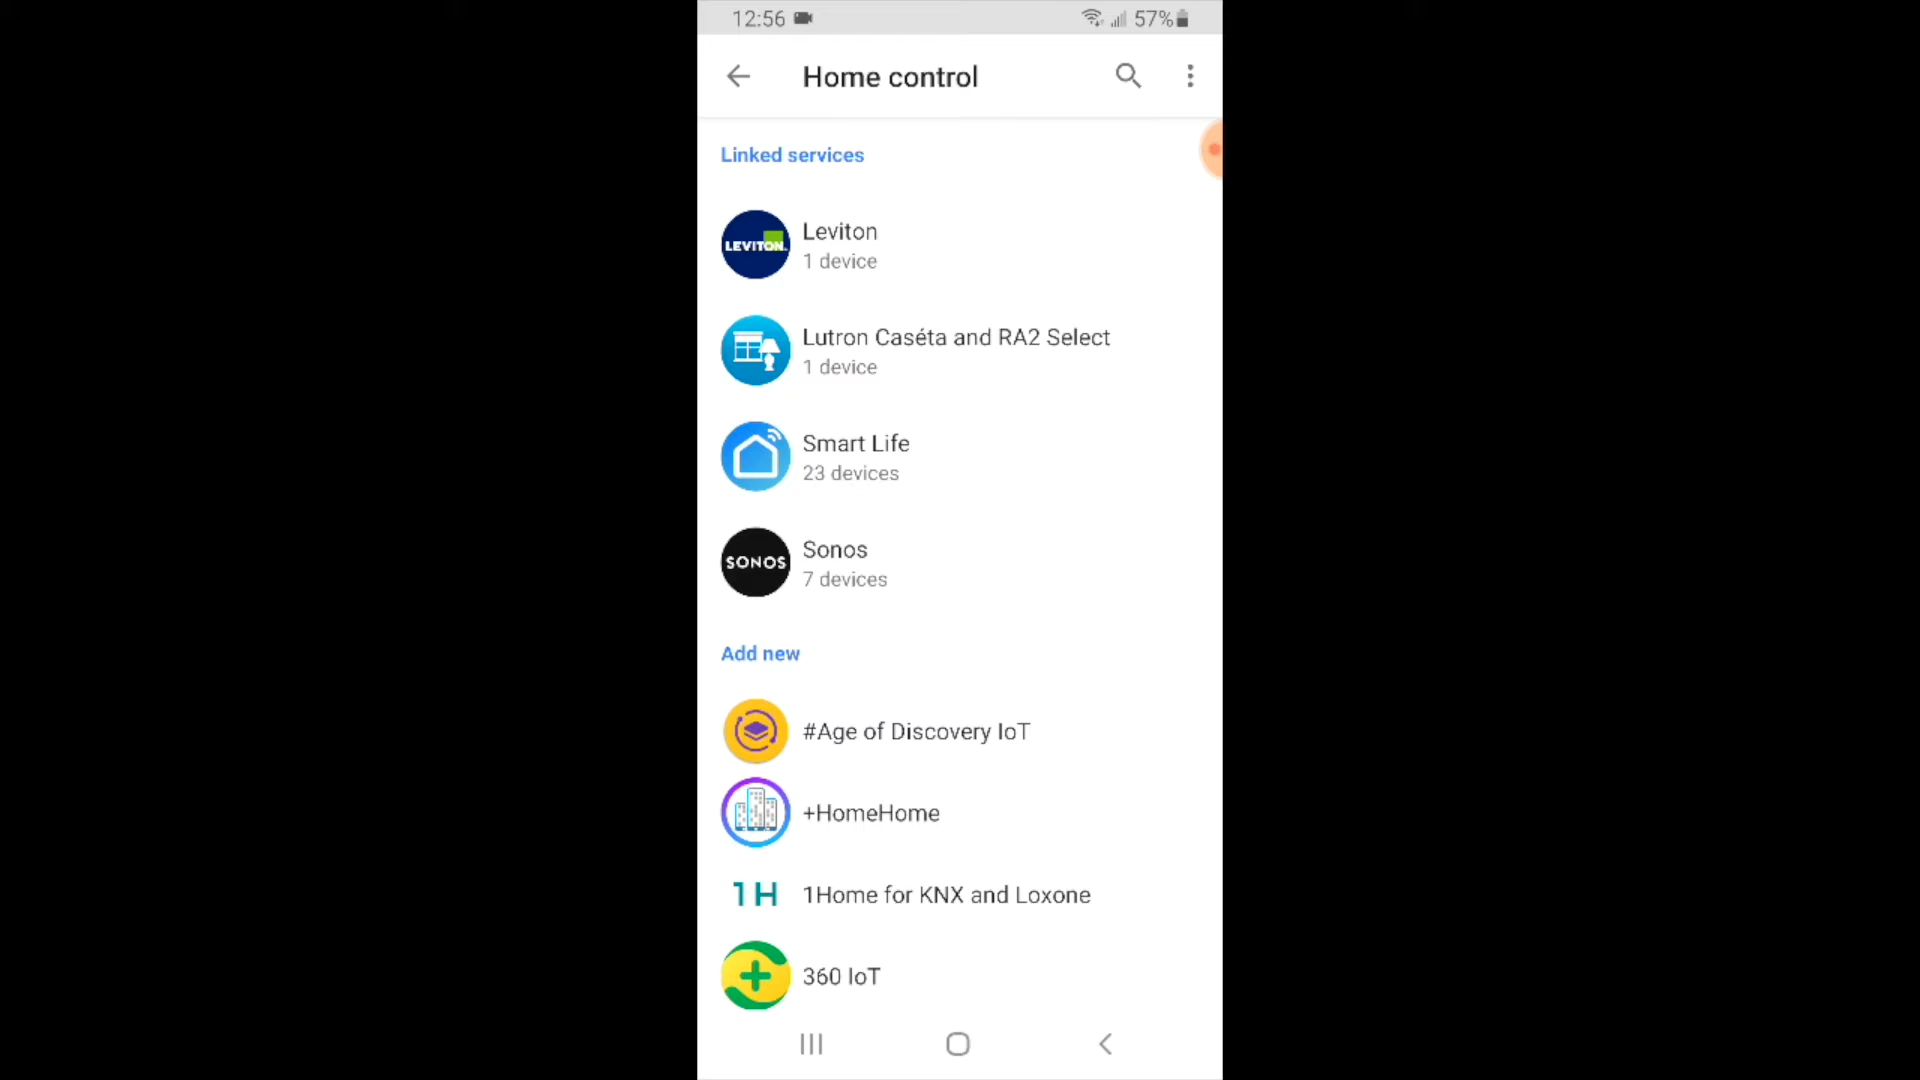 12:56 57%
Home control
Linked services
LEVITON
Leviton
1 device
Lutron Caséta and RA2 Select
1 device
Smart Life
23 devices
SONOS
Sonos
7 devices
Add new
#Age of Discovery IoT
+HomeHome
1H 1Home for KNX and Loxone
360 IoT